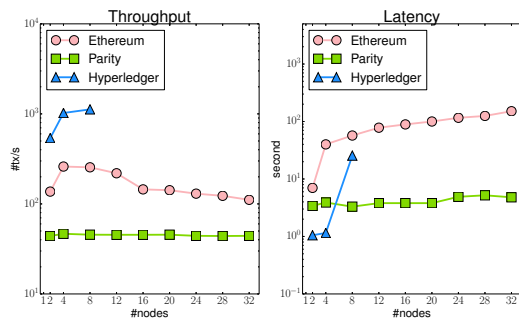 Throughput
10^4
10^3
10^2
10^1
#tx/s
Ethereum
Parity
Hyperledger
1 2 4 8 12 16 20 24 28 32
#nodes
Latency
10^3
10^2
10^1
10^0
10^-1
second
Ethereum
Parity
Hyperledger
1 2 4 8 12 16 20 24 28 32
#nodes